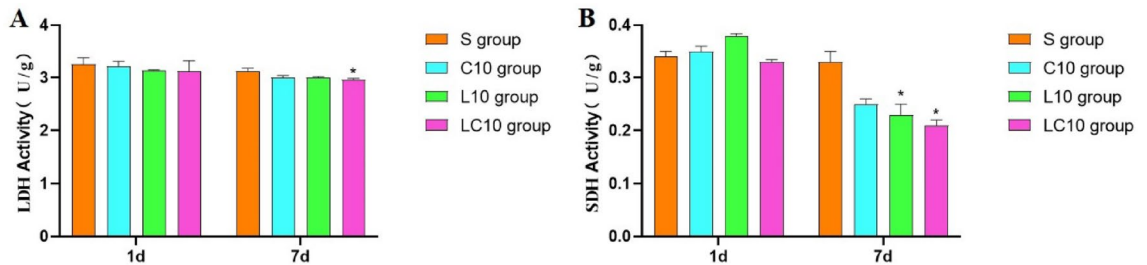 A
LDH Activity( U/g)
4
3
2
1
0
*
1d
7d
S group
C10 group
L10 group
LC10 group
B
SDH Activity( U/g)
0.4
0.3
0.2
0.1
0.0
*
*
1d
7d
S group
C10 group
L10 group
LC10 group